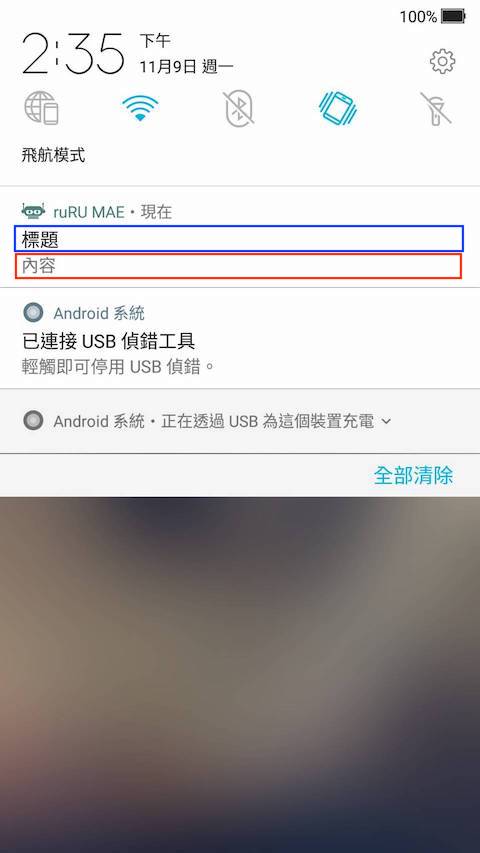 100%
2:35 下午
11月9日 週一
飛航模式
ruRU MAE・現在
標題
內容
Android 系統
已連接 USB 偵錯工具
輕觸即可停用 USB 偵錯。
Android 系統・正在透過 USB 為這個裝置充電
全部清除